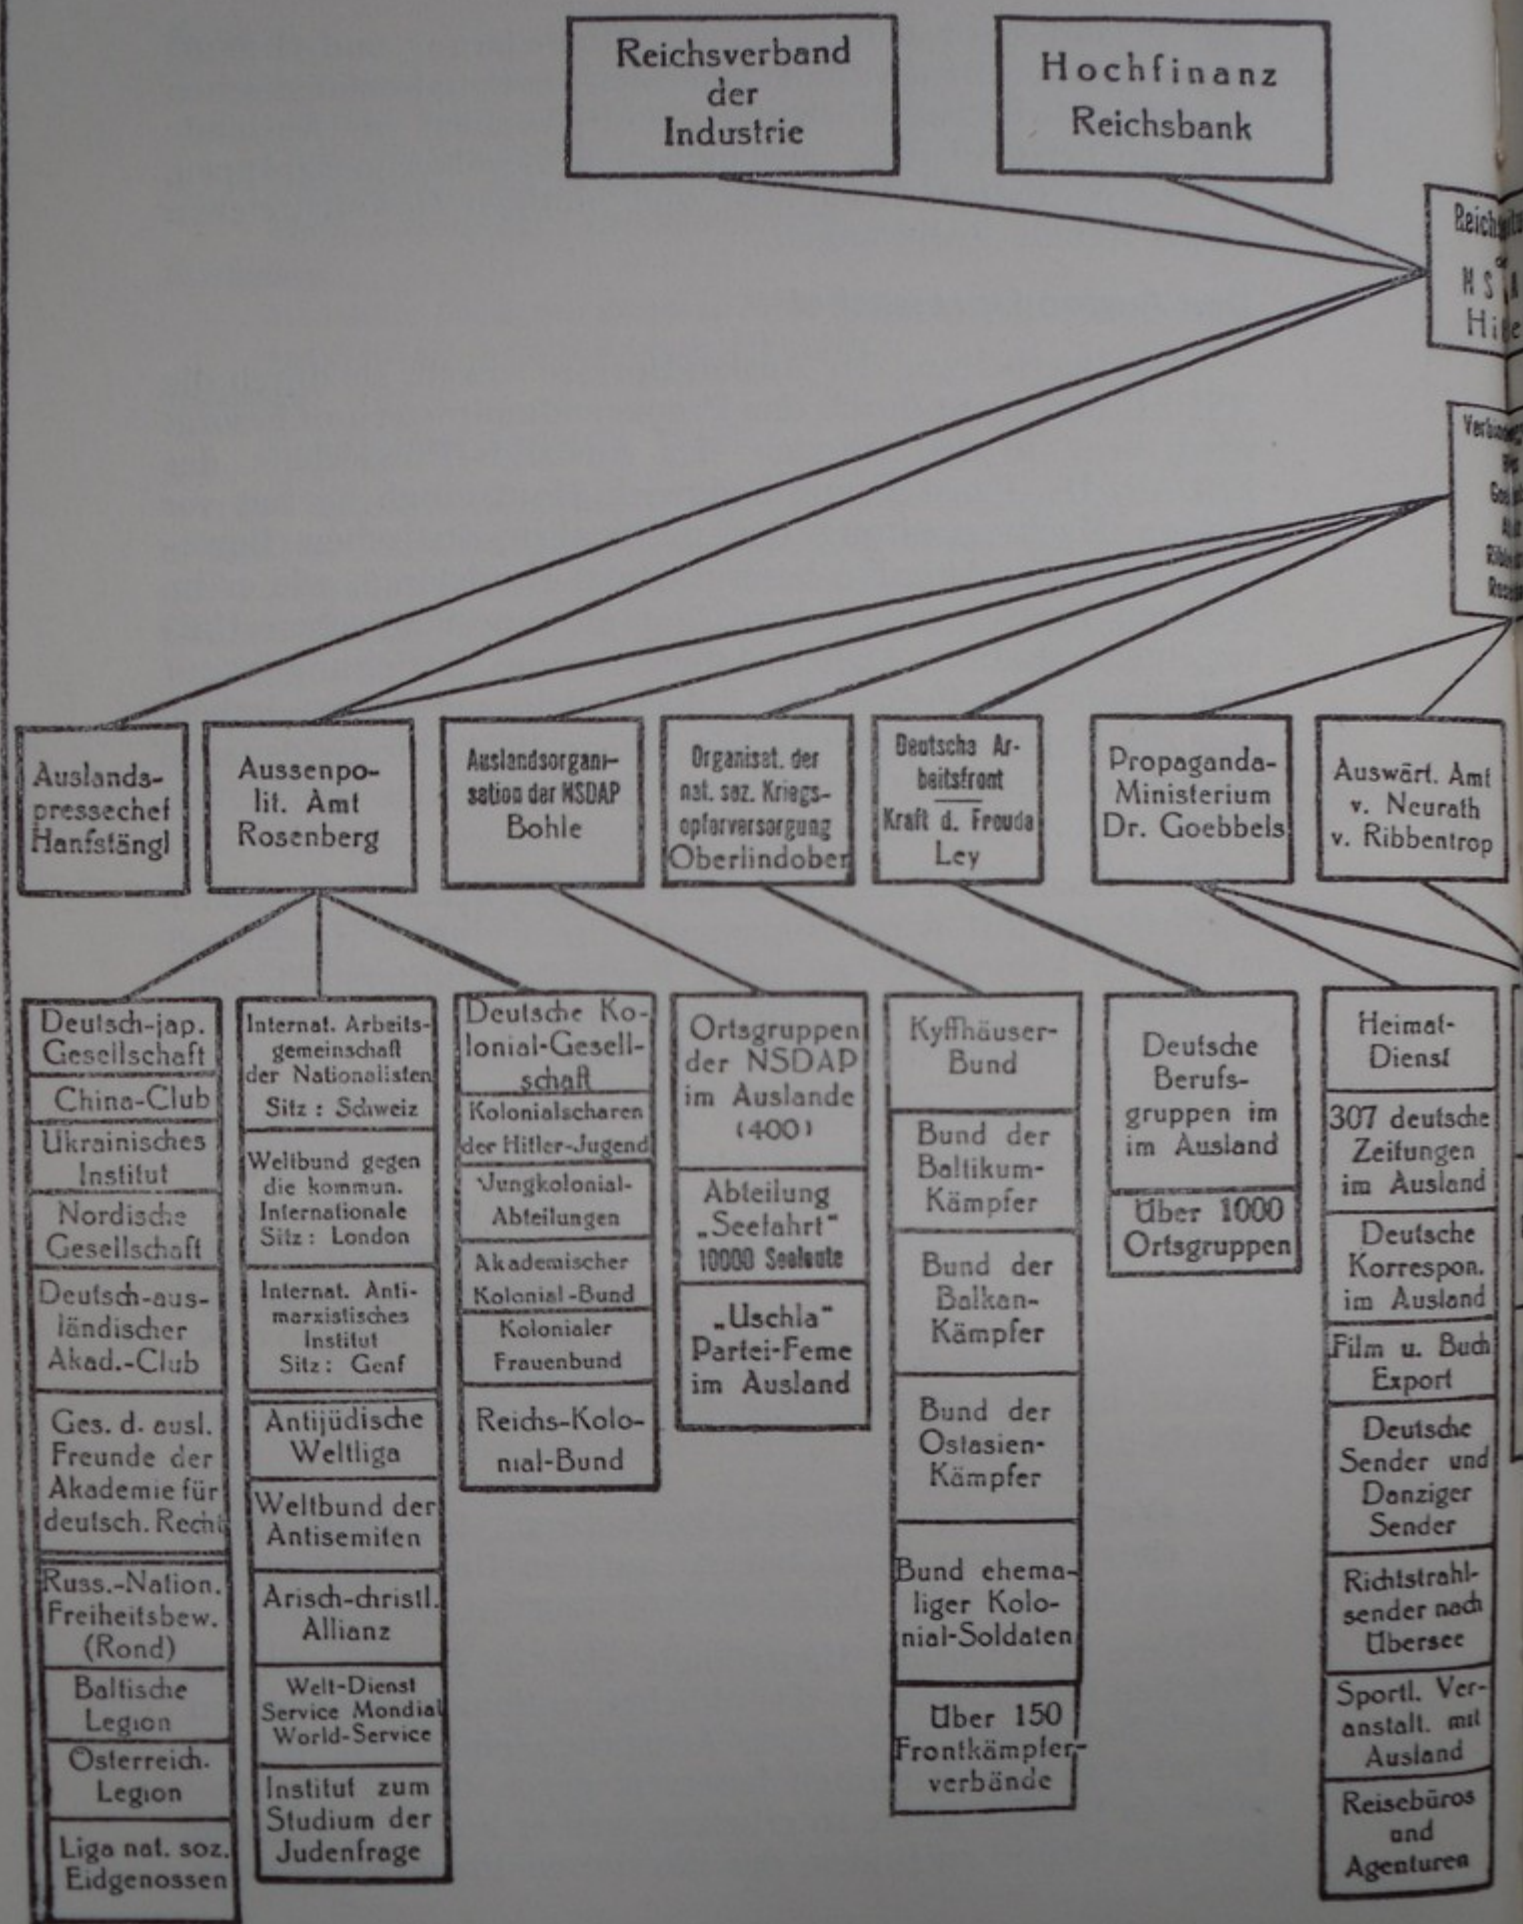 Reichsverband
der
Industrie
Hochfinanz
Reichsbank
N S
Auslands-
pressechef
Hanfstängl
Aussenpo-
lit. Amt
Rosenberg
Auslandsorgani-
sation der NSDAP
Bohle
Organisat. der
nat. soz. Kriegs-
opferversorgung
Oberlindober
Deutsche Ar-
beitsfront
Kraft d. Freude
Ley
Propaganda-
Ministerium
Dr. Goebbels
Auswärt. Amt
v. Neurath
v. Ribbentrop
Deutsch-jap.
Gesellschaft
China-Club
Ukrainisches
Institut
Nordische
Gesellschaft
Deutsch-aus-
ländischer
Akad.-Club
Ges. d. ausl.
Freunde der
Akademie für
deutsch. Recht
Russ.-Nation.
Freiheitsbew.
(Rond)
Baltische
Legion
Österreich.
Legion
Liga nat. soz.
Eidgenossen
Internat. Arbeits-
gemeinschaft
der Nationalisten
Sitz : Schweiz
Weltbund gegen
die kommun.
Internationale
Sitz : London
Internat. Anti-
marxistisches
Institut
Sitz : Genf
Antijüdische
Weltliga
Weltbund der
Antisemiten
Arisch-christl.
Allianz
Welt-Dienst
Service Mondial
World-Service
Institut zum
Studium der
Judenfrage
Deutsche Ko-
lonial-Gesell-
schaft
Kolonialscharen
der Hitler-Jugend
Jungkolonial-
Abteilungen
Akademischer
Kolonial-Bund
Kolonialer
Frauenbund
Reichs-Kolo-
nial-Bund
Ortsgruppen
der NSDAP
im Auslande
(400)
Abteilung
„Seefahrt“
10000 Seeleute
„Uschla“
Partei-Feme
im Ausland
Kyffhäuser-
Bund
Bund der
Baltikum-
Kämpfer
Bund der
Balkan-
Kämpfer
Bund der
Ostasien-
Kämpfer
Bund ehema-
liger Kolo-
nial-Soldaten
Über 150
Frontkämpfer-
verbände
Deutsche
Berufs-
gruppen im
im Ausland
Über 1000
Ortsgruppen
Heimat-
Dienst
307 deutsche
Zeitungen
im Ausland
Deutsche
Korrespon.
im Ausland
Film u. Buch
Export
Deutsche
Sender und
Danziger
Sender
Richtstrahl-
sender nach
Übersee
Sportl. Ver-
anstalt. mit
Ausland
Reisebüros
und
Agenturen